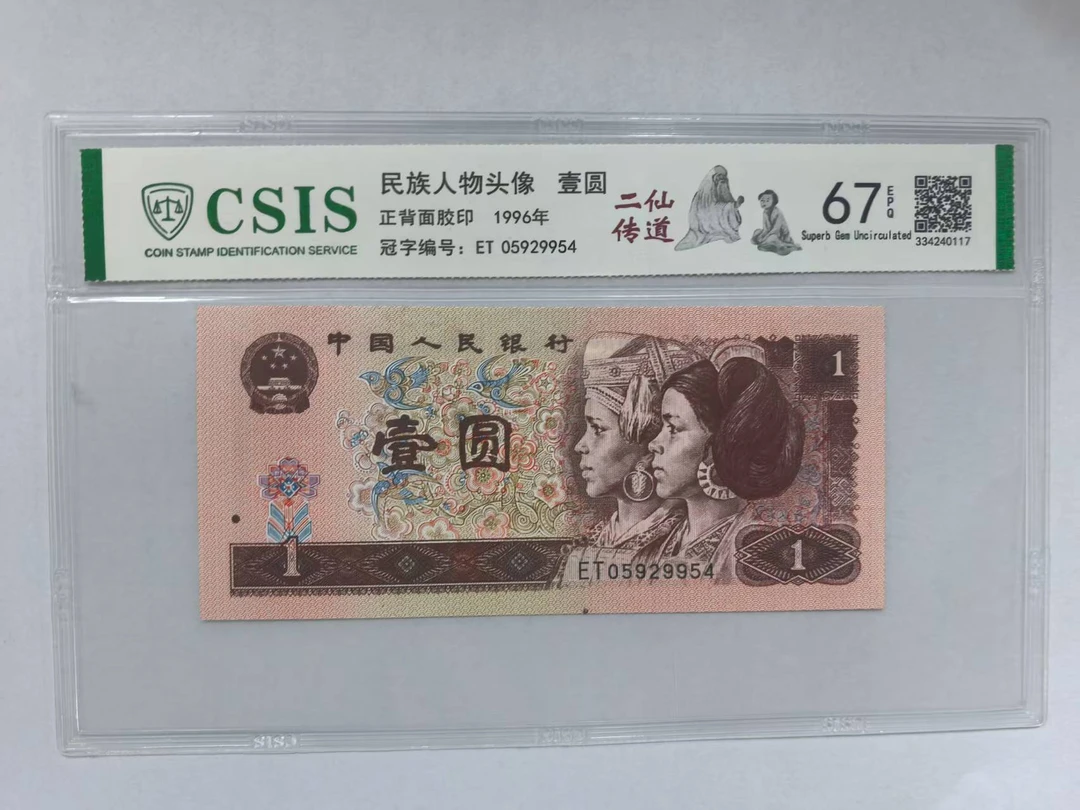 CSIS
COIN STAMP IDENTIFICATION SERVICE
民族人物头像 壹圆
正背面胶印 1996年
冠字编号：ET 05929954
二仙
传道
67
EPQ
Superb Gem Uncirculated
334240117
中国人民银行
1
壹圆
1
ET05929954
1
CSIS